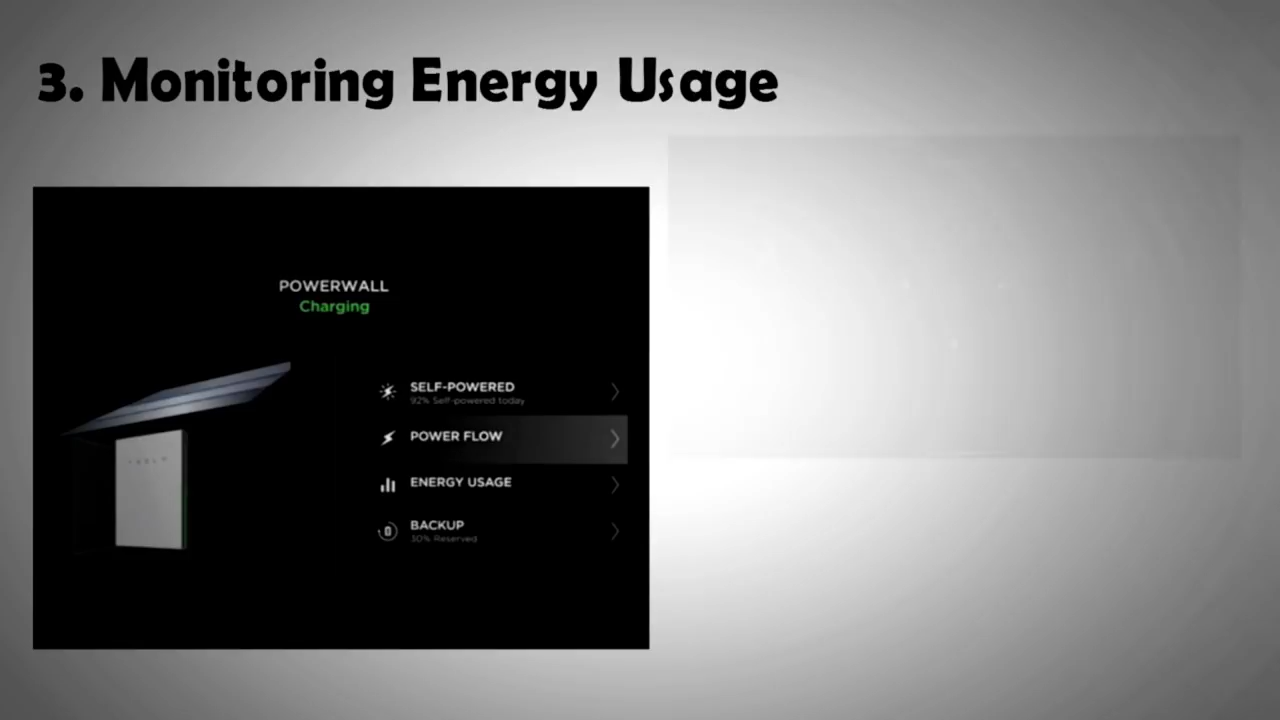 3. Monitoring Energy Usage
POWERWALL
Charging
SELF-POWERED
92% Self-powered today
POWER FLOW
ENERGY USAGE
BACKUP
30% Reserved
TESLA